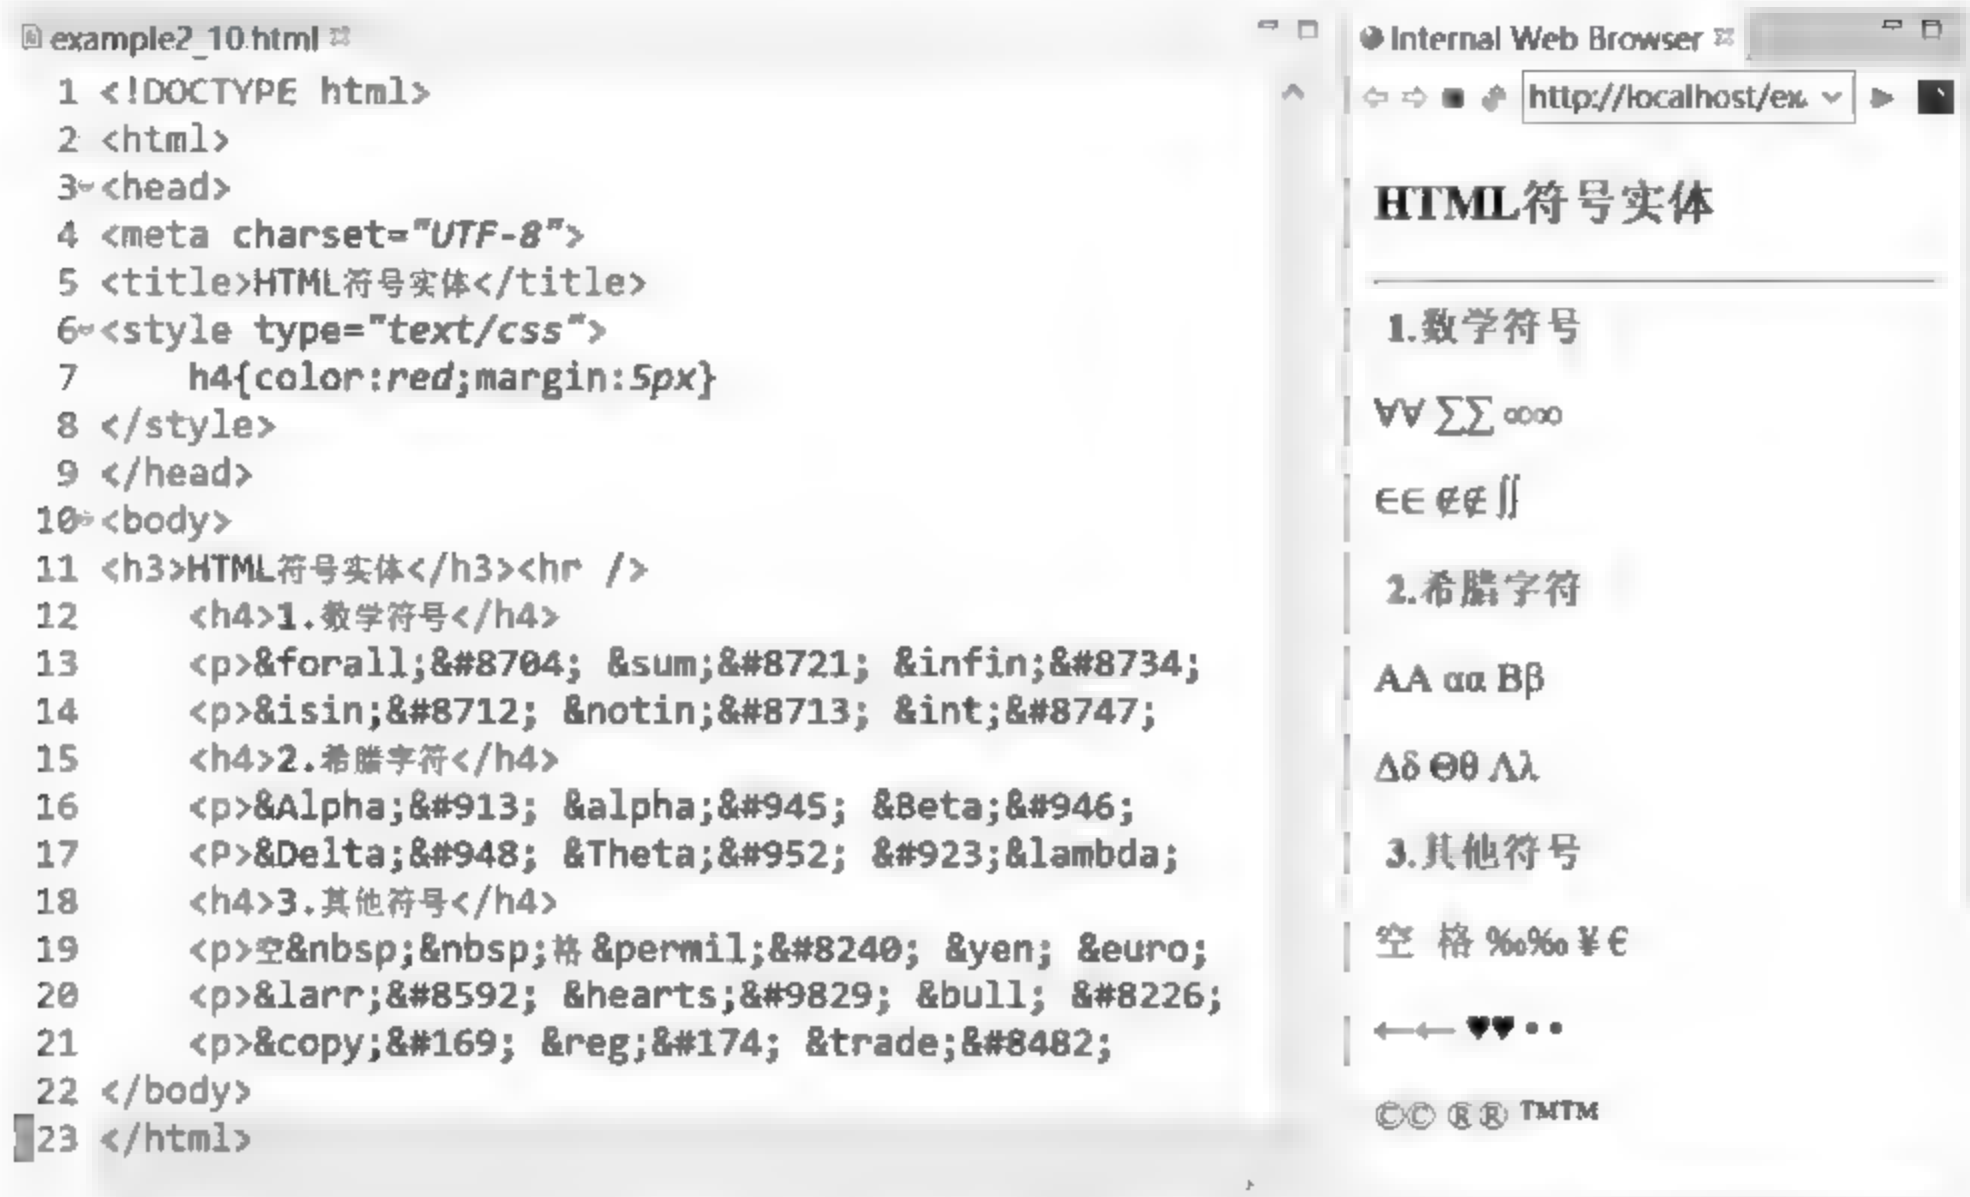 example2_10.html
1 <!DOCTYPE html>
2 <html>
3 <head>
4 <meta charset="UTF-8">
5 <title>HTML符号实体</title>
6 <style type="text/css">
7 h4{color:red;margin:5px}
8 </style>
9 </head>
10 <body>
11 <h3>HTML符号实体</h3><hr />
12 <h4>1.数学符号</h4>
13 <p>&forall;&#8704; &sum;&#8721; &infin;&#8734;
14 <p>&isin;&#8712; &notin;&#8713; &int;&#8747;
15 <h4>2.希腊字符</h4>
16 <p>&Alpha;&#913; &alpha;&#945; &Beta;&#946;
17 <P>&Delta;&#948; &Theta;&#952; &#923;&lambda;
18 <h4>3.其他符号</h4>
19 <p>空&nbsp;&nbsp;格 &permil;&#8240; &yen; &euro;
20 <p>&larr;&#8592; &hearts;&#9829; &bull; &#8226;
21 <p>&copy;&#169; &reg;&#174; &trade;&#8482;
22 </body>
23 </html>
Internal Web Browser
http://localhost/ex
HTML符号实体
1.数学符号
∀∀ ∑∑ ∞∞
∈∈ ∉∉ ∫∫
2.希腊字符
ΑΑ αα Ββ
Δδ Θθ Λλ
3.其他符号
空  格 ‰‰ ¥ €
←← ♥♥ • •
©© ®® ™™